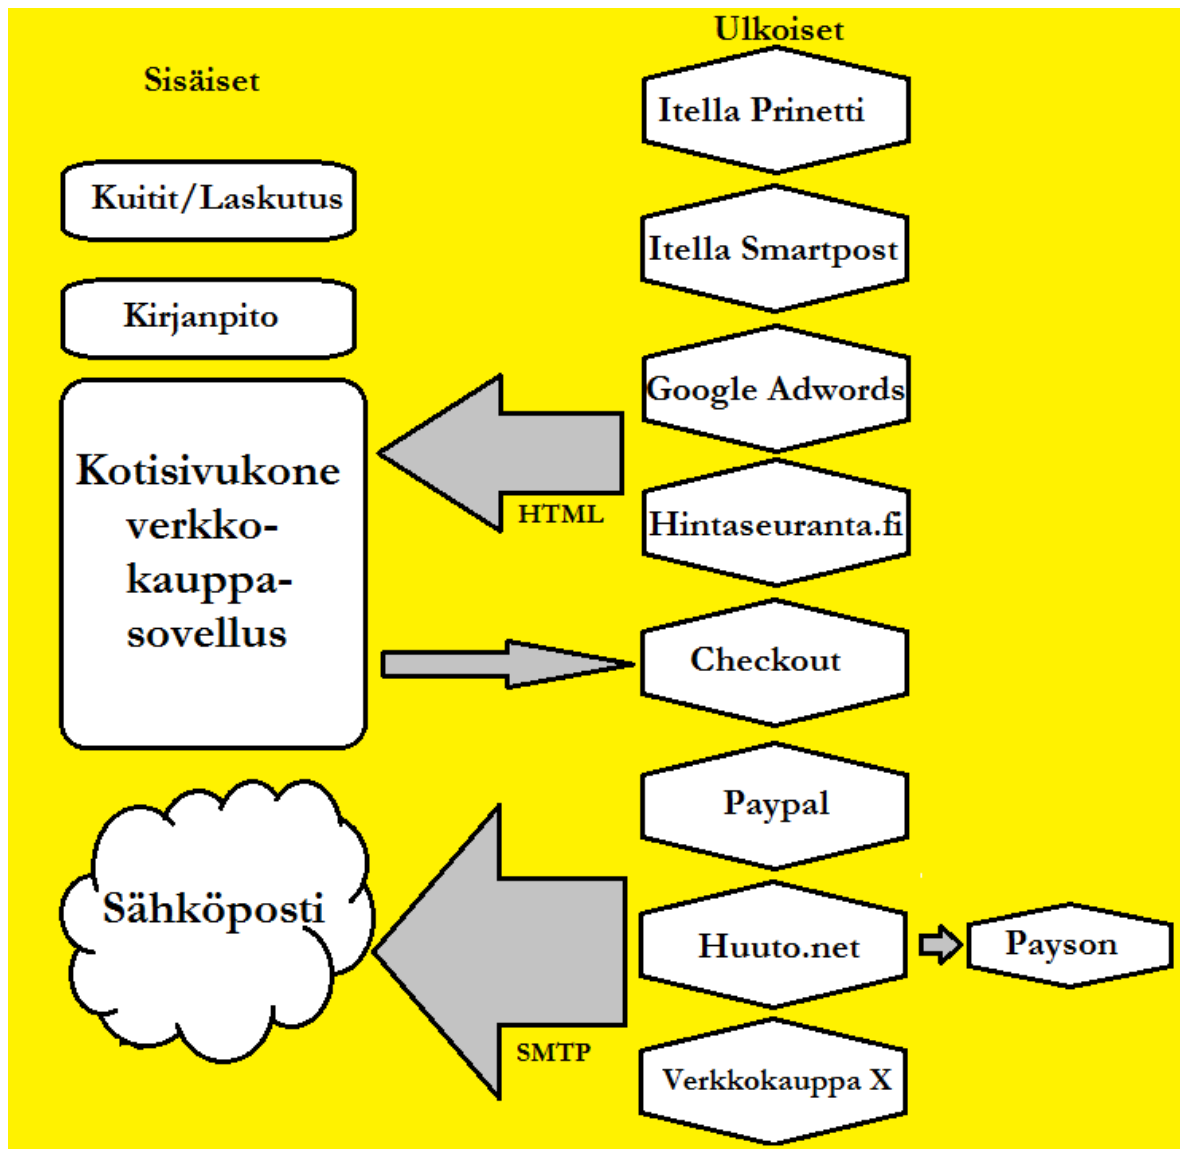 Ulkoiset
Sisäiset
Itella Prinetti
Kuitit/Laskutus
Itella Smartpost
Kirjanpito
Google Adwords
Kotisivukone
verkko-
kauppa-
sovellus
HTML
Hintaseuranta.fi
Checkout
Paypal
Sähköposti
Huuto.net
Payson
SMTP
Verkkokauppa X